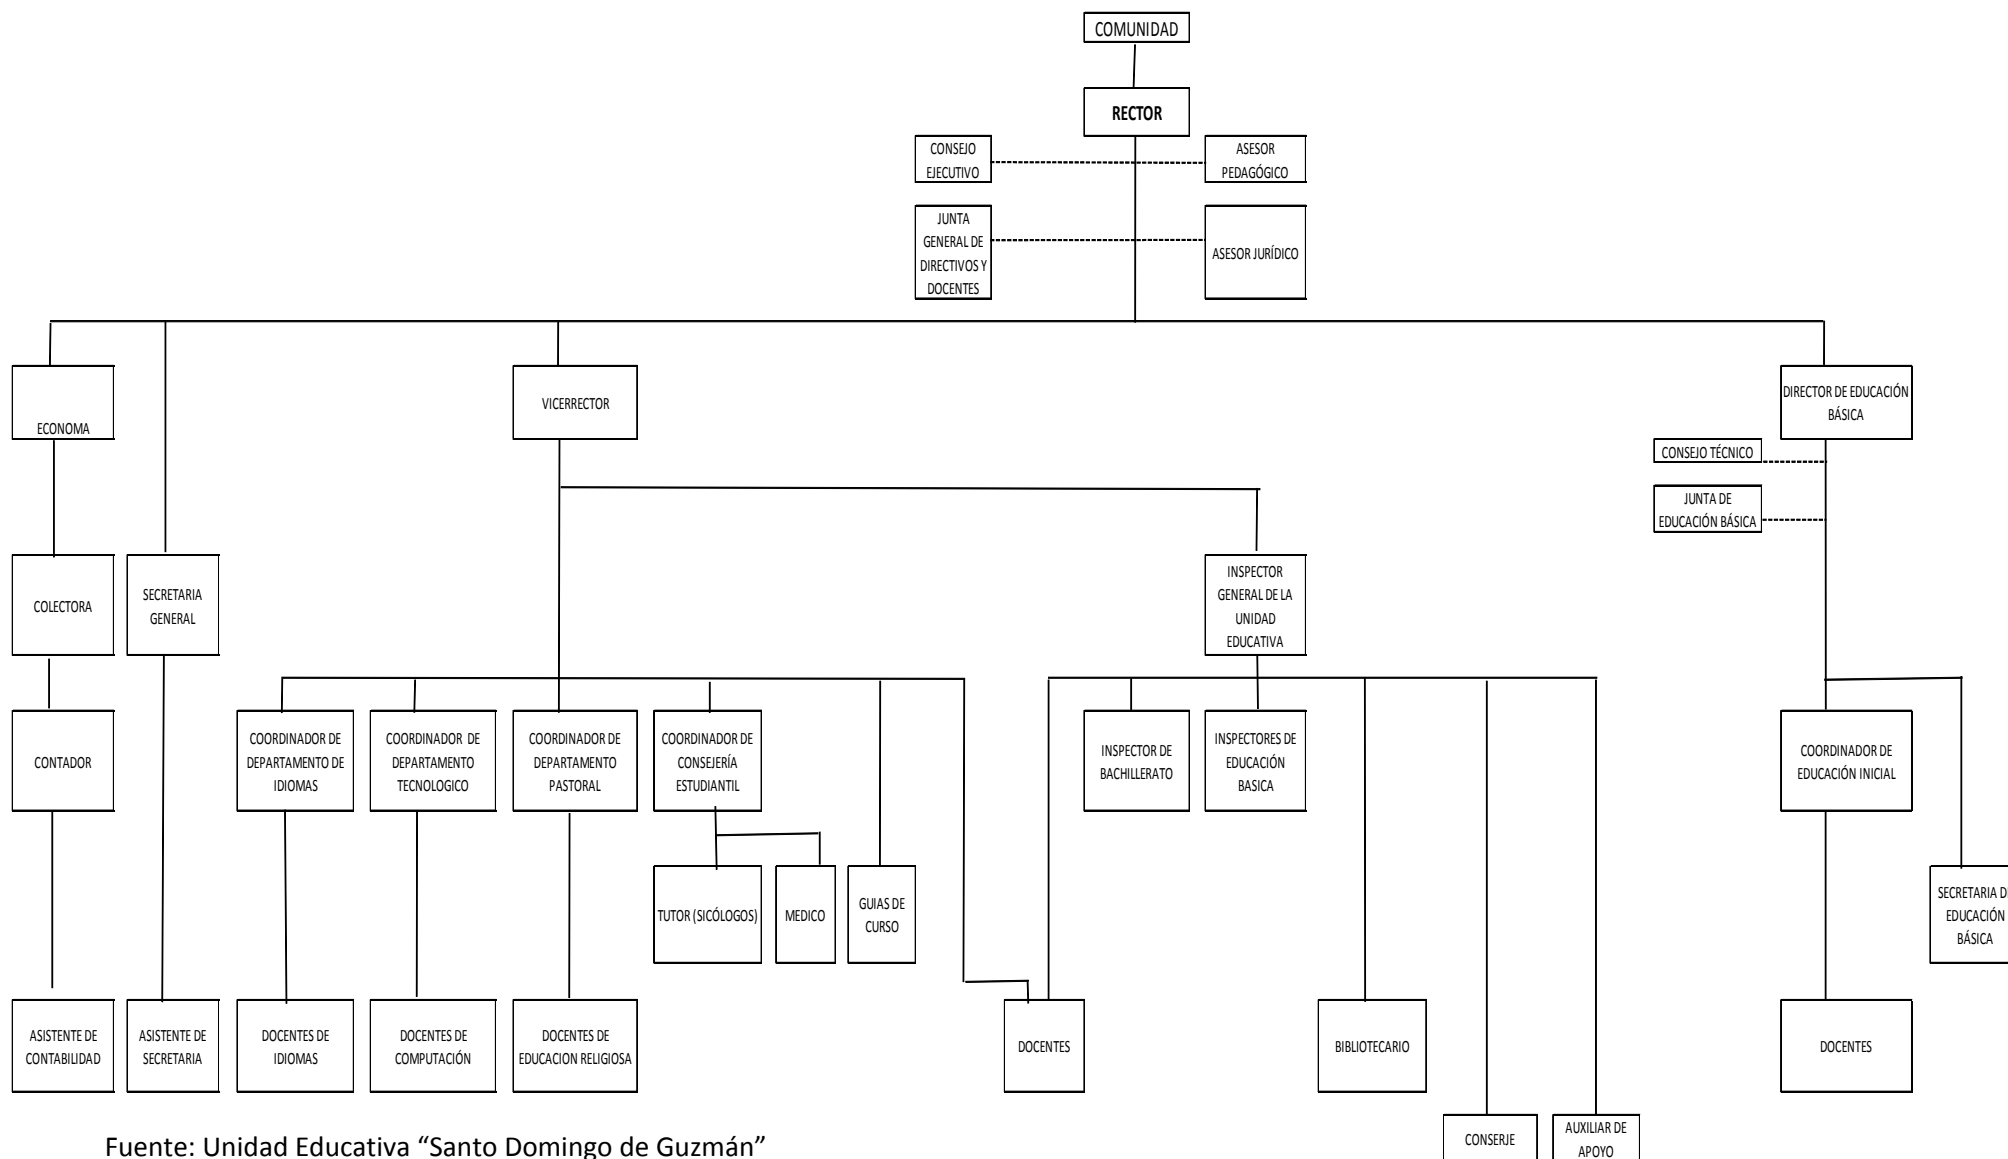 COMUNIDAD
RECTOR
CONSEJO
EJECUTIVO
ASESOR
PEDAGÓGICO
JUNTA
GENERAL DE
DIRECTIVOS Y
DOCENTES
ASESOR JURÍDICO
ECONOMA
VICERRECTOR
DIRECTOR DE EDUCACIÓN
BÁSICA
CONSEJO TÉCNICO
JUNTA DE
EDUCACIÓN BÁSICA
COLECTORA
SECRETARIA
GENERAL
INSPECTOR
GENERAL DE LA
UNIDAD
EDUCATIVA
CONTADOR
COORDINADOR DE
DEPARTAMENTO DE
IDIOMAS
COORDINADOR DE
DEPARTAMENTO
TECNOLOGICO
COORDINADOR DE
DEPARTAMENTO
PASTORAL
COORDINADOR DE
CONSEJERÍA
ESTUDIANTIL
INSPECTOR DE
BACHILLERATO
INSPECTORES DE
EDUCACIÓN
BASICA
COORDINADOR DE
EDUCACIÓN INICIAL
TUTOR (SICÓLOGOS)
MEDICO
GUIAS DE
CURSO
SECRETARIA DE
EDUCACIÓN
BÁSICA
ASISTENTE DE
CONTABILIDAD
ASISTENTE DE
SECRETARIA
DOCENTES DE
IDIOMAS
DOCENTES DE
COMPUTACIÓN
DOCENTES DE
EDUCACION RELIGIOSA
DOCENTES
BIBLIOTECARIO
DOCENTES
CONSERJE
AUXILIAR DE
APOYO
Fuente: Unidad Educativa “Santo Domingo de Guzmán”